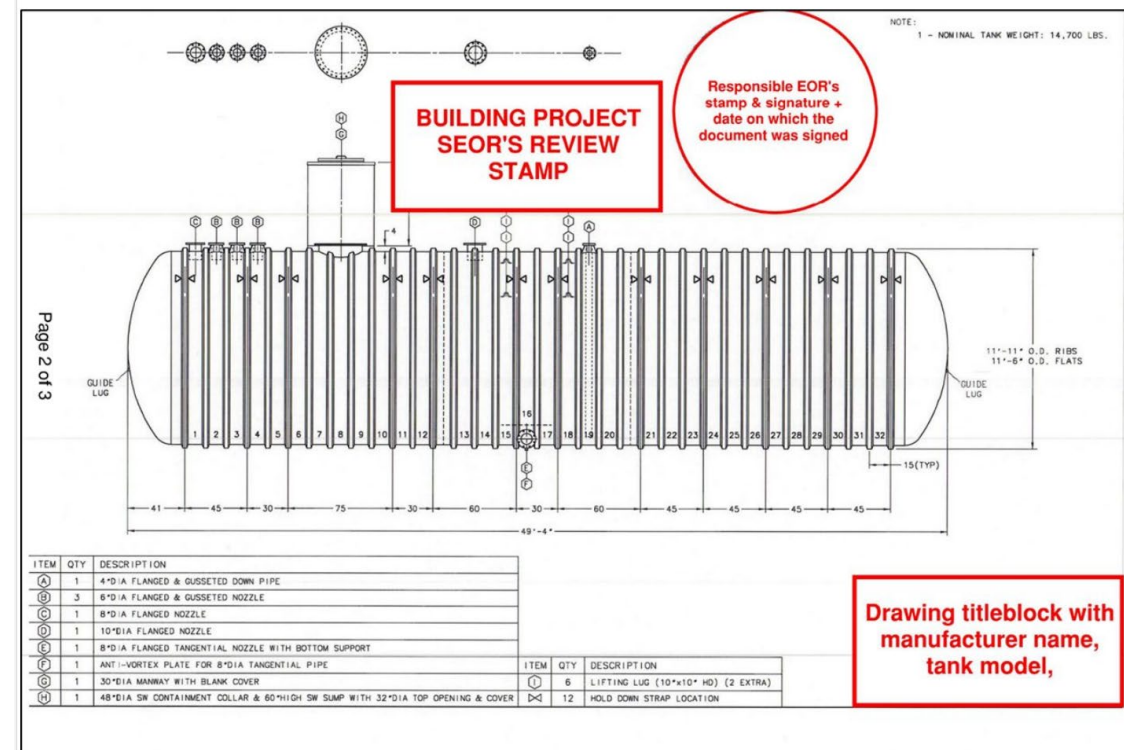 NOTE:
1 - NOMINAL TANK WEIGHT: 14,700 LBS.
Responsible EOR's
stamp & signature +
date on which the
document was signed
BUILDING PROJECT
SEOR'S REVIEW
STAMP
H
G
C B B B
4
D
I I
I I
A
Page 2 of 3
GUIDE
LUG
11'-11" O.D. RIBS
11'-6" O.D. FLATS
GUIDE
LUG
1 2 3 4 5 6 7 8 9 10 11 12 13 14 15 16 17 18 19 20 21 22 23 24 25 26 27 28 29 30 31 32
E
F
15(TYP)
41 45 30 75 30 60 30 60 45 45 45 45
49'-4"
ITEM QTY DESCRIPTION
A 1 4"DIA FLANGED & GUSSETED DOWN PIPE
B 3 6"DIA FLANGED & GUSSETED NOZZLE
C 1 8"DIA FLANGED NOZZLE
D 1 10"DIA FLANGED NOZZLE
E 1 8"DIA FLANGED TANGENTIAL NOZZLE WITH BOTTOM SUPPORT
F 1 ANTI-VORTEX PLATE FOR 8"DIA TANGENTIAL PIPE
G 1 30"DIA MANWAY WITH BLANK COVER
H 1 48"DIA SW CONTAINMENT COLLAR & 60"HIGH SW SUMP WITH 32"DIA TOP OPENING & COVER
ITEM QTY DESCRIPTION
I 6 LIFTING LUG (10"x10" HD) (2 EXTRA)
12 HOLD DOWN STRAP LOCATION
Drawing titleblock with
manufacturer name,
tank model,